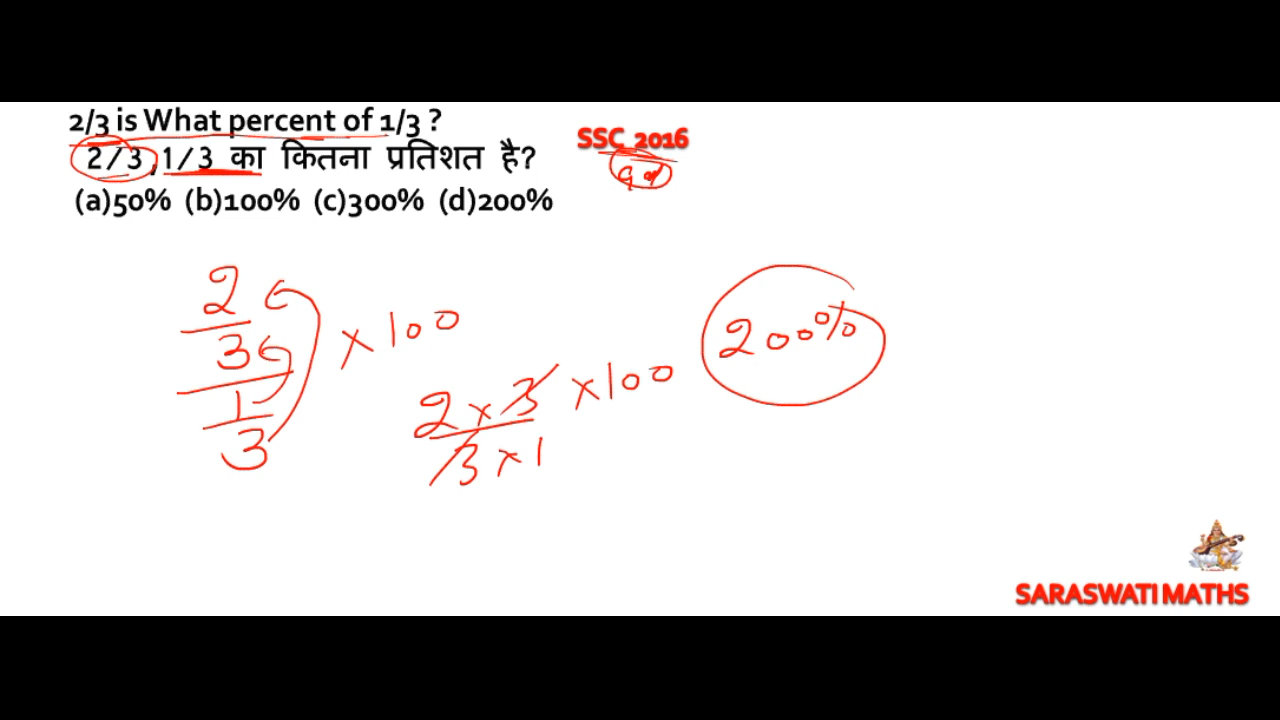 2/3 is What percent of 1/3 ?
SSC 2016
2/3, 1/3 का कितना प्रतिशत है?
(a)50% (b)100% (c)300% (d)200%
2
3
1
3
×100
2×3
3×1
×100
200%
SARASWATI MATHS